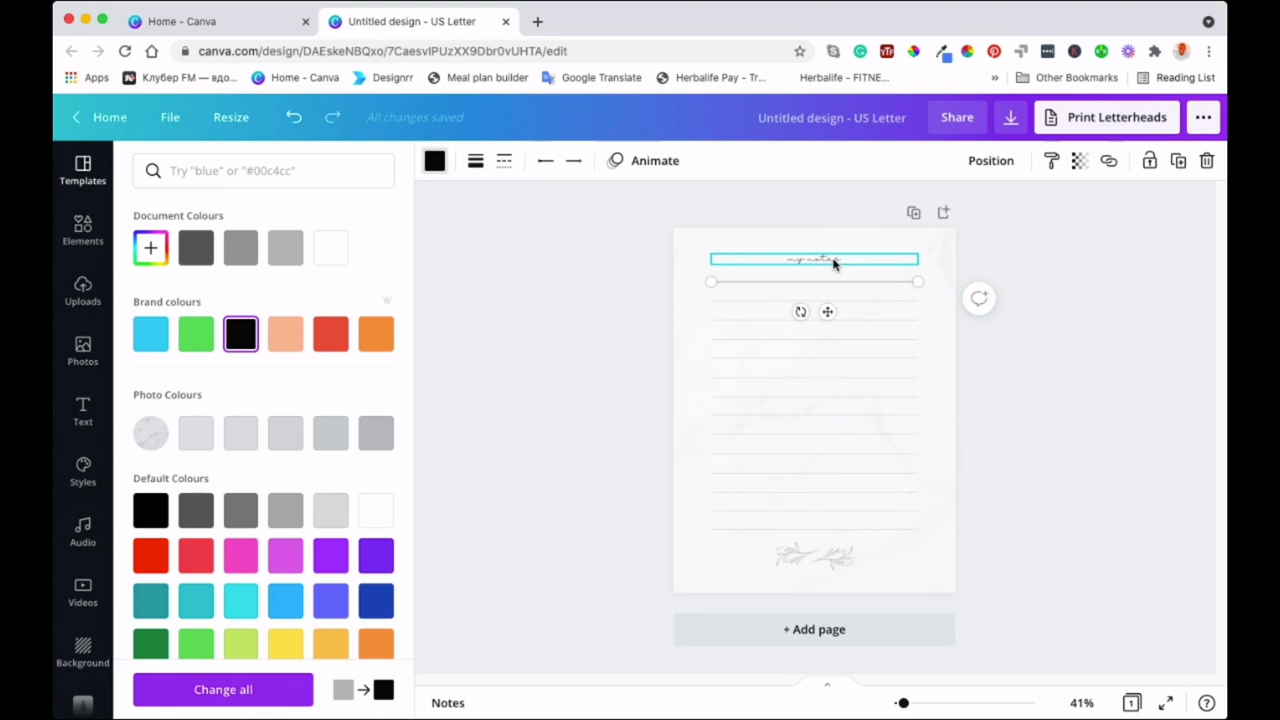 Home - Canva
Untitled design - US Letter
canva.com/design/DAEskeNBQxo/7CaesvIPUzXX9Dbr0vUHTA/edit
Apps
Клубер FM — вдо...
Home - Canva
Designrr
Meal plan builder
Google Translate
Herbalife Pay - Tr...
Herbalife - FITNE...
»
Other Bookmarks
Reading List
Home
File
Resize
All changes saved
Untitled design - US Letter
Share
Print Letterheads
Templates
Elements
Uploads
Photos
Text
Styles
Audio
Videos
Background
Try "blue" or "#00c4cc"
Document Colours
Brand colours
Photo Colours
Default Colours
Change all
Animate
Position
my notes
+ Add page
Notes
41%
1